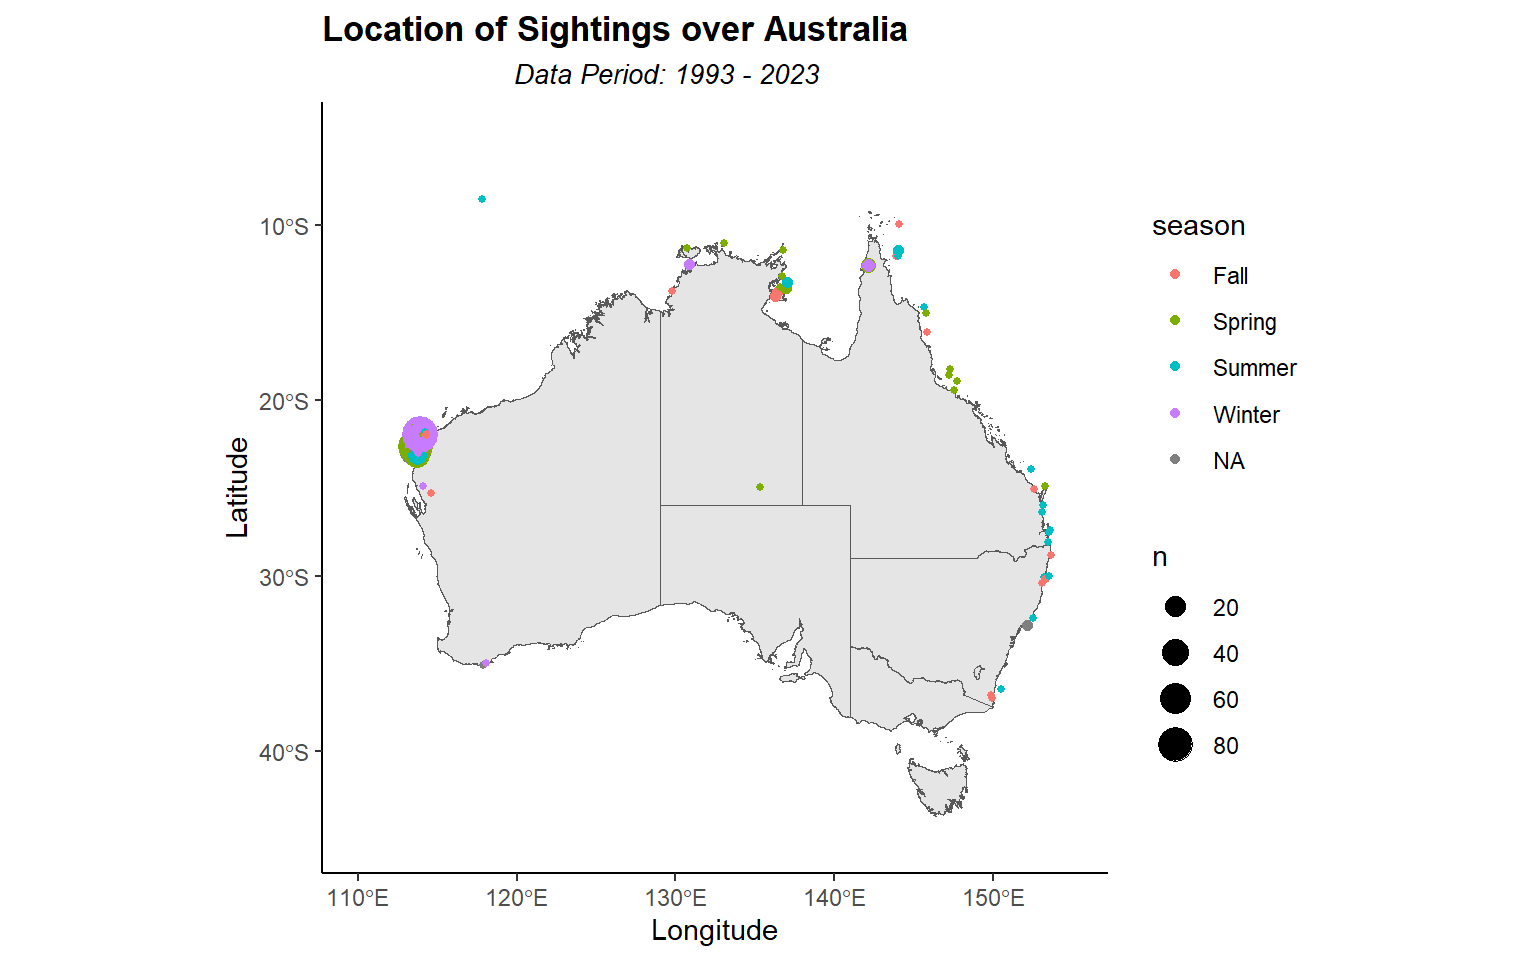 Location of Sightings over Australia
Data Period: 1993 - 2023
Latitude
10°S
20°S
30°S
40°S
110°E
120°E
130°E
140°E
150°E
Longitude
season
Fall
Spring
Summer
Winter
NA
n
20
40
60
80